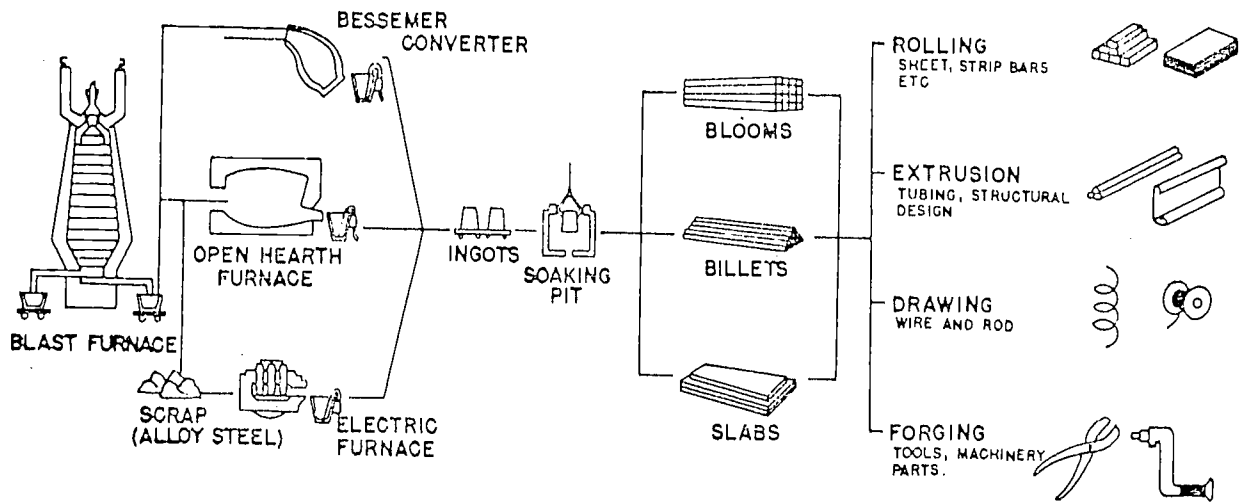 BESSEMER
CONVERTER
BLAST FURNACE
OPEN HEARTH
FURNACE
SCRAP
(ALLOY STEEL)
ELECTRIC
FURNACE
INGOTS
SOAKING
PIT
BLOOMS
BILLETS
SLABS
ROLLING
SHEET, STRIP BARS
ETC
EXTRUSION
TUBING, STRUCTURAL
DESIGN
DRAWING
WIRE AND ROD
FORGING
TOOLS, MACHINERY
PARTS.